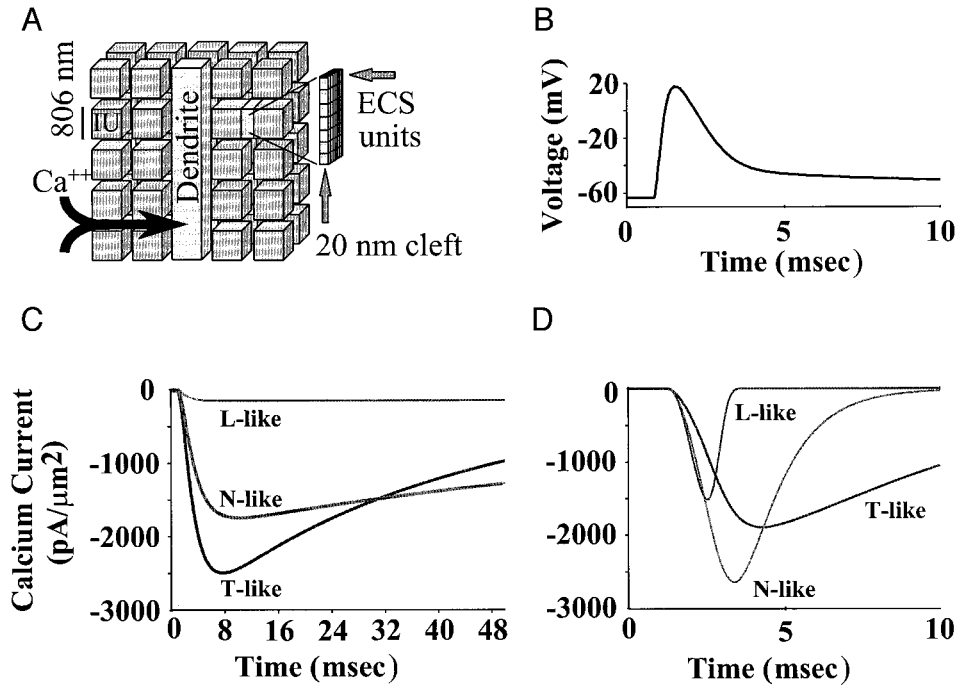 A
806 nm
IU
Dendrite
Ca++
ECS
units
20 nm cleft
B
Voltage (mV)
20
-20
-60
0
5
10
Time (msec)
C
Calcium Current
(pA/μm2)
0
-1000
-2000
-3000
L-like
N-like
T-like
0
8
16
24
32
40
48
Time (msec)
D
0
-1000
-2000
-3000
L-like
T-like
N-like
0
5
10
Time (msec)